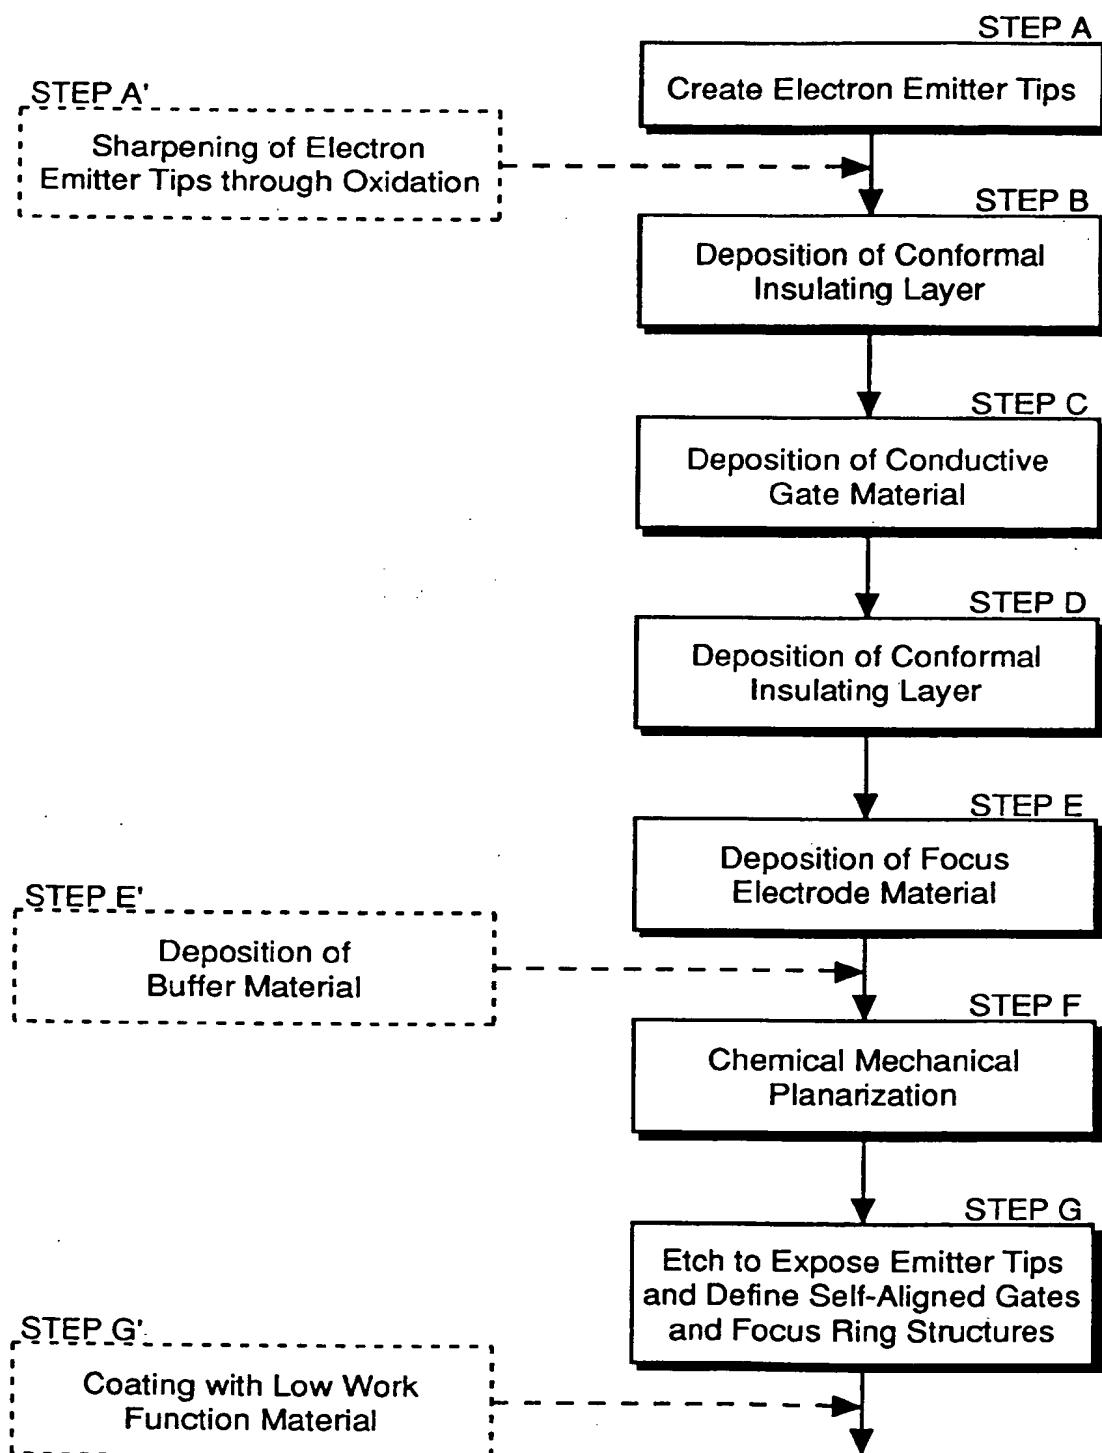 STEP A
Create Electron Emitter Tips
STEP A'
Sharpening of Electron
Emitter Tips through Oxidation
STEP B
Deposition of Conformal
Insulating Layer
STEP C
Deposition of Conductive
Gate Material
STEP D
Deposition of Conformal
Insulating Layer
STEP E
Deposition of Focus
Electrode Material
STEP E'
Deposition of
Buffer Material
STEP F
Chemical Mechanical
Planarization
STEP G
Etch to Expose Emitter Tips
and Define Self-Aligned Gates
and Focus Ring Structures
STEP G'
Coating with Low Work
Function Material